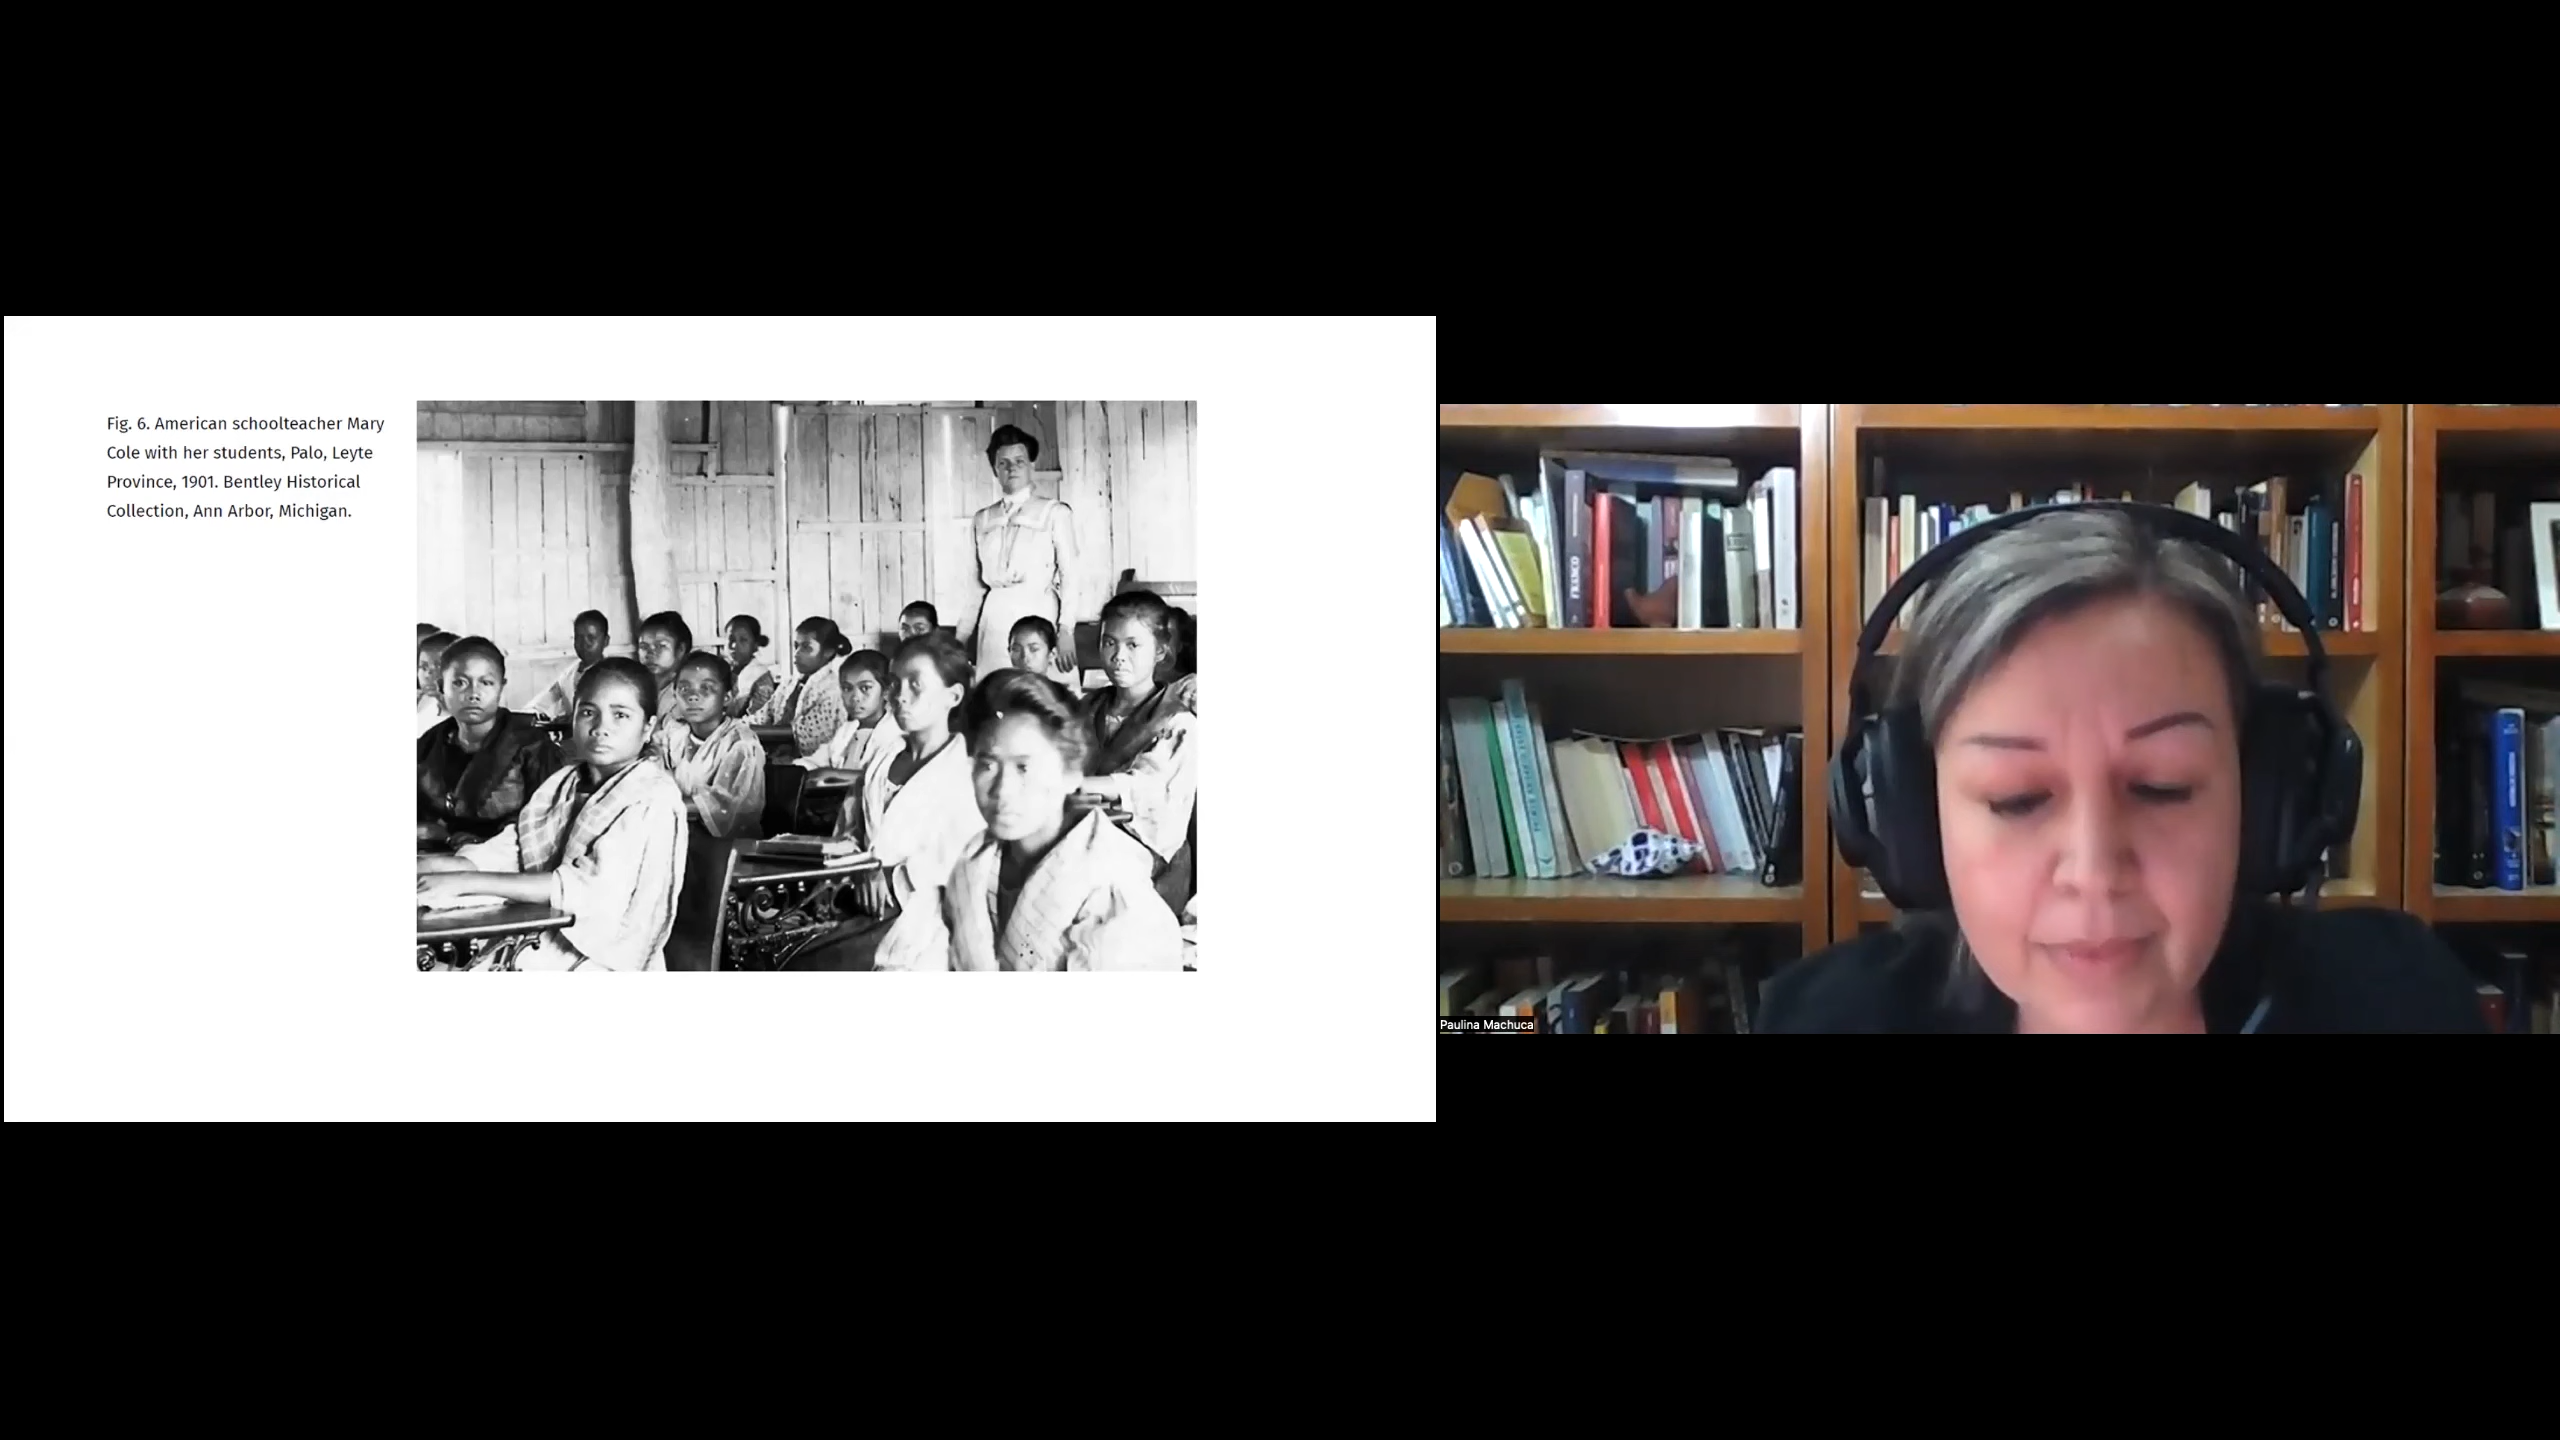 Fig. 6. American schoolteacher Mary
Cole with her students, Palo, Leyte
Province, 1901. Bentley Historical
Collection, Ann Arbor, Michigan.
FRANCO
Paulina Machuca